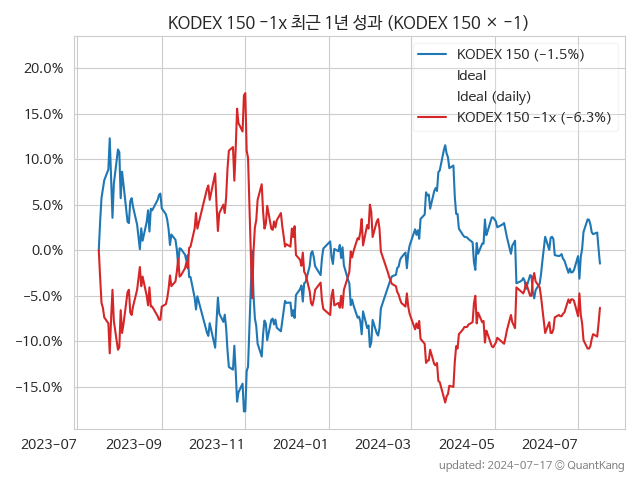 KODEX 150 -1x 최근 1년 성과 (KODEX 150 × -1)
KODEX 150 (-1.5%)
Ideal
Ideal (daily)
KODEX 150 -1x (-6.3%)
20.0%
15.0%
10.0%
5.0%
0.0%
-5.0%
-10.0%
-15.0%
2023-07 2023-09 2023-11 2024-01 2024-03 2024-05 2024-07
updated: 2024-07-17 © QuantKang